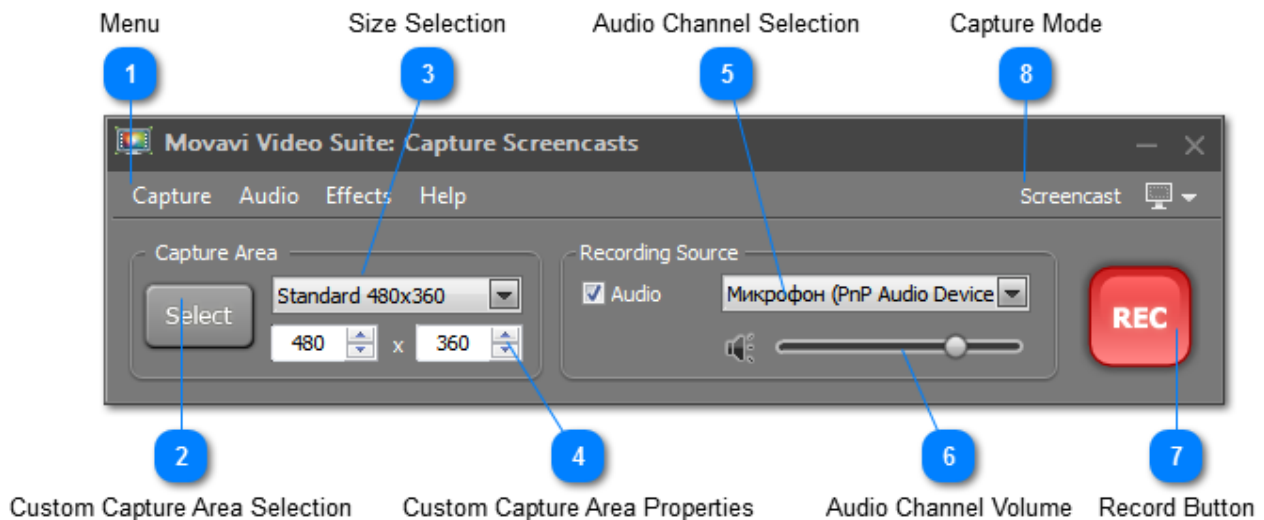 Menu
Size Selection
Audio Channel Selection
Capture Mode
1
3
5
8
Movavi Video Suite: Capture Screencasts
Capture Audio Effects Help
Screencast
Capture Area
Recording Source
Select
Standard 480x360
480 x 360
Audio
Микрофон (PnP Audio Device
REC
2
4
6
7
Custom Capture Area Selection
Custom Capture Area Properties
Audio Channel Volume
Record Button